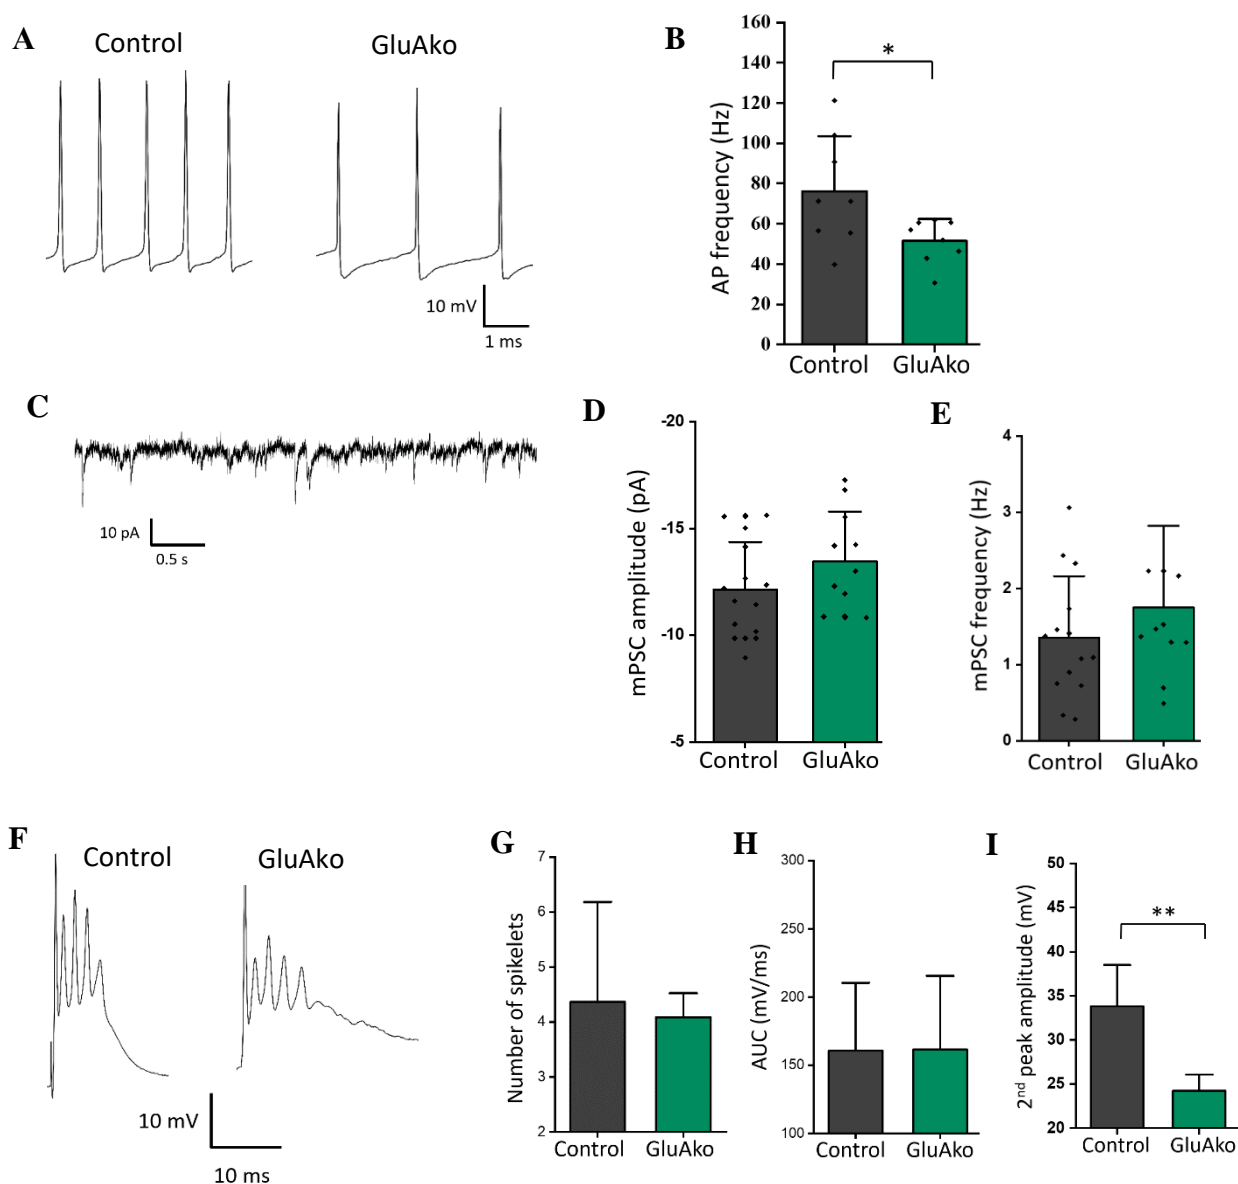 A
Control
GluAko
10 mV
1 ms
B
AP frequency (Hz)
160
140
120
100
80
60
40
20
0
*
Control
GluAko
C
10 pA
0.5 s
D
mPSC amplitude (pA)
-20
-15
-10
-5
Control
GluAko
E
mPSC frequency (Hz)
4
3
2
1
0
Control
GluAko
F
Control
GluAko
10 mV
10 ms
G
Number of spikelets
7
6
5
4
3
2
Control
GluAko
H
AUC (mV/ms)
300
250
200
150
100
Control
GluAko
I
2nd peak amplitude (mV)
50
45
40
35
30
25
20
**
Control
GluAko